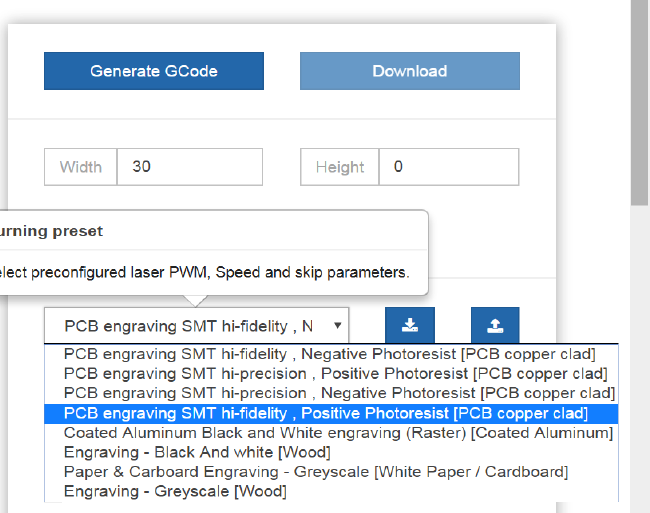 Generate GCode
Download
Width
30
Height
0
urning preset
elect preconfigured laser PWM, Speed and skip parameters.
PCB engraving SMT hi-fidelity , N
PCB engraving SMT hi-fidelity , Negative Photoresist [PCB copper clad]
PCB engraving SMT hi-precision , Positive Photoresist [PCB copper clad]
PCB engraving SMT hi-precision , Negative Photoresist [PCB copper clad]
PCB engraving SMT hi-fidelity , Positive Photoresist [PCB copper clad]
Coated Aluminum Black and White engraving (Raster) [Coated Aluminum]
Engraving - Black And white [Wood]
Paper & Carboard Engraving - Greyscale [White Paper / Cardboard]
Engraving - Greyscale [Wood]